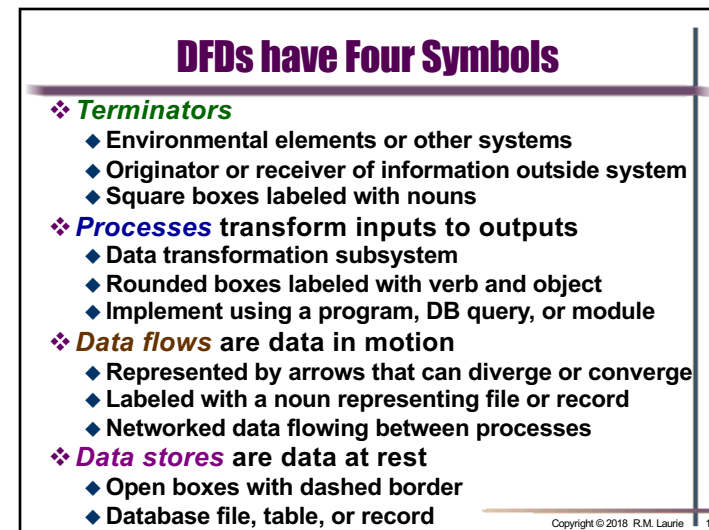 DFDs have Four Symbols
❖ Terminators
◆ Environmental elements or other systems
◆ Originator or receiver of information outside system
◆ Square boxes labeled with nouns
❖ Processes transform inputs to outputs
◆ Data transformation subsystem
◆ Rounded boxes labeled with verb and object
◆ Implement using a program, DB query, or module
❖ Data flows are data in motion
◆ Represented by arrows that can diverge or converge
◆ Labeled with a noun representing file or record
◆ Networked data flowing between processes
❖ Data stores are data at rest
◆ Open boxes with dashed border
◆ Database file, table, or record
Copyright © 2018 R.M. Laurie 1